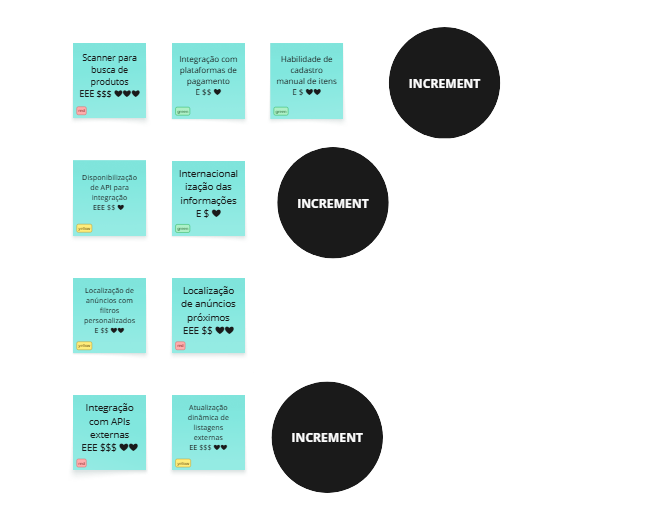 Scanner para
busca de
produtos
EEE $$$ ♥♥♥
red
Integração com
plataformas de
pagamento
E $$ ♥
green
Habilidade de
cadastro
manual de itens
E $ ♥♥
green
INCREMENT
Disponibilização
de API para
integração
EEE $$ ♥
yellow
Internacional
ização das
informações
E $ ♥
green
INCREMENT
Localização de
anúncios com
filtros
personalizados
E $$ ♥♥
yellow
Localização
de anúncios
próximos
EEE $$ ♥♥
red
Integração
com APIs
externas
EEE $$$ ♥♥
red
Atualização
dinâmica de
listagens
externas
EE $$$ ♥♥
yellow
INCREMENT